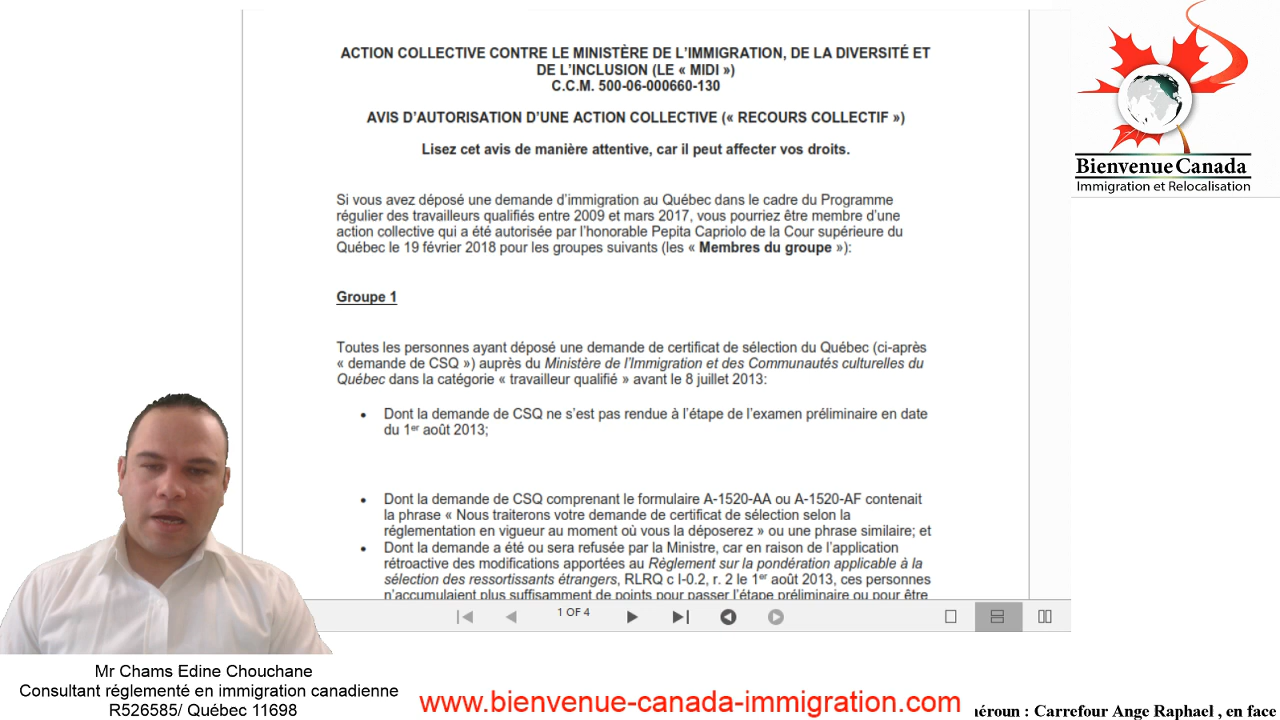 ACTION COLLECTIVE CONTRE LE MINISTÈRE DE L'IMMIGRATION, DE LA DIVERSITÉ ET
DE L'INCLUSION (LE « MIDI »)
C.C.M. 500-06-000660-130
AVIS D'AUTORISATION D'UNE ACTION COLLECTIVE (« RECOURS COLLECTIF »)
Lisez cet avis de manière attentive, car il peut affecter vos droits.
Si vous avez déposé une demande d'immigration au Québec dans le cadre du Programme
régulier des travailleurs qualifiés entre 2009 et mars 2017, vous pourriez être membre d'une
action collective qui a été autorisée par l'honorable Pepita Capriolo de la Cour supérieure du
Québec le 19 février 2018 pour les groupes suivants (les « Membres du groupe »):
Groupe 1
Toutes les personnes ayant déposé une demande de certificat de sélection du Québec (ci-après
« demande de CSQ ») auprès du Ministère de l'Immigration et des Communautés culturelles du
Québec dans la catégorie « travailleur qualifié » avant le 8 juillet 2013:
• Dont la demande de CSQ ne s'est pas rendue à l'étape de l'examen préliminaire en date
du 1er août 2013;
• Dont la demande de CSQ comprenant le formulaire A-1520-AA ou A-1520-AF contenait
la phrase « Nous traiterons votre demande de certificat de sélection selon la
réglementation en vigueur au moment où vous la déposerez » ou une phrase similaire; et
• Dont la demande a été ou sera refusée par la Ministre, car en raison de l'application
rétroactive des modifications apportées au Règlement sur la pondération applicable à la
sélection des ressortissants étrangers, RLRQ c I-0.2, r. 2 le 1er août 2013, ces personnes
n'accumulaient plus suffisamment de points pour passer l'étape préliminaire ou pour être
1 OF 4
Bienvenue Canada
Immigration et Relocalisation
Mr Chams Edine Chouchane
Consultant réglementé en immigration canadienne
R526585/ Québec 11698
www.bienvenue-canada-immigration.com
méroun : Carrefour Ange Raphael , en face